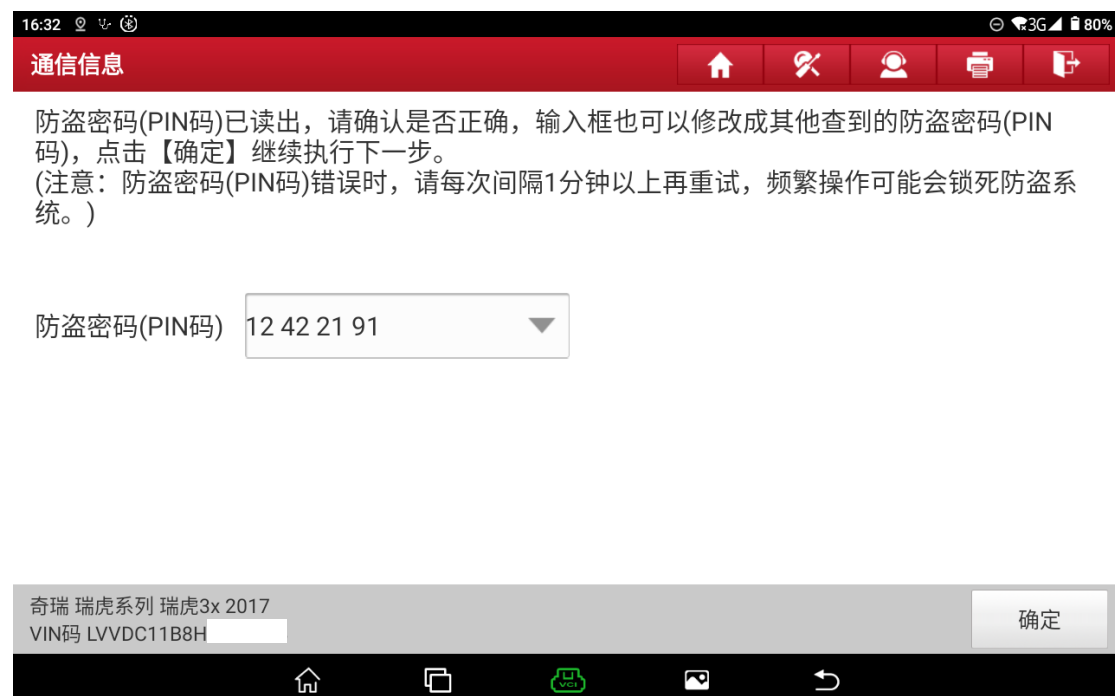 16:32
3G 80%
通信信息
防盗密码(PIN码)已读出，请确认是否正确，输入框也可以修改成其他查到的防盗密码(PIN
码)，点击【确定】继续执行下一步。
(注意：防盗密码(PIN码)错误时，请每次间隔1分钟以上再重试，频繁操作可能会锁死防盗系
统。)
防盗密码(PIN码) 12 42 21 91
奇瑞 瑞虎系列 瑞虎3x 2017
VIN码 LVVDC11B8H
确定
VCI